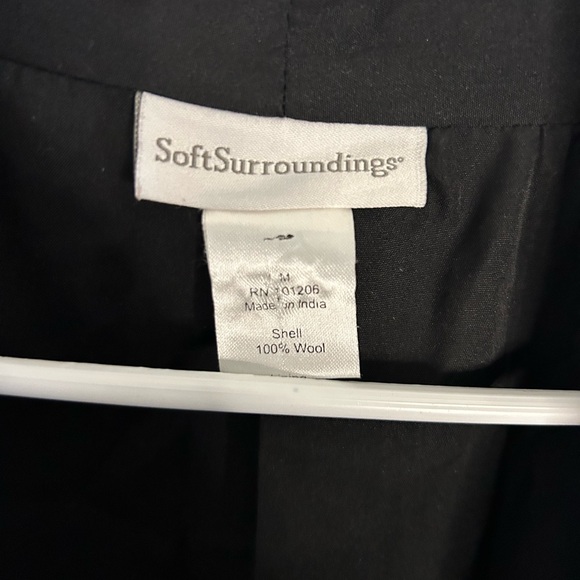 SoftSurroundings®
M
RN 101206
Made in India
Shell
100% Wool